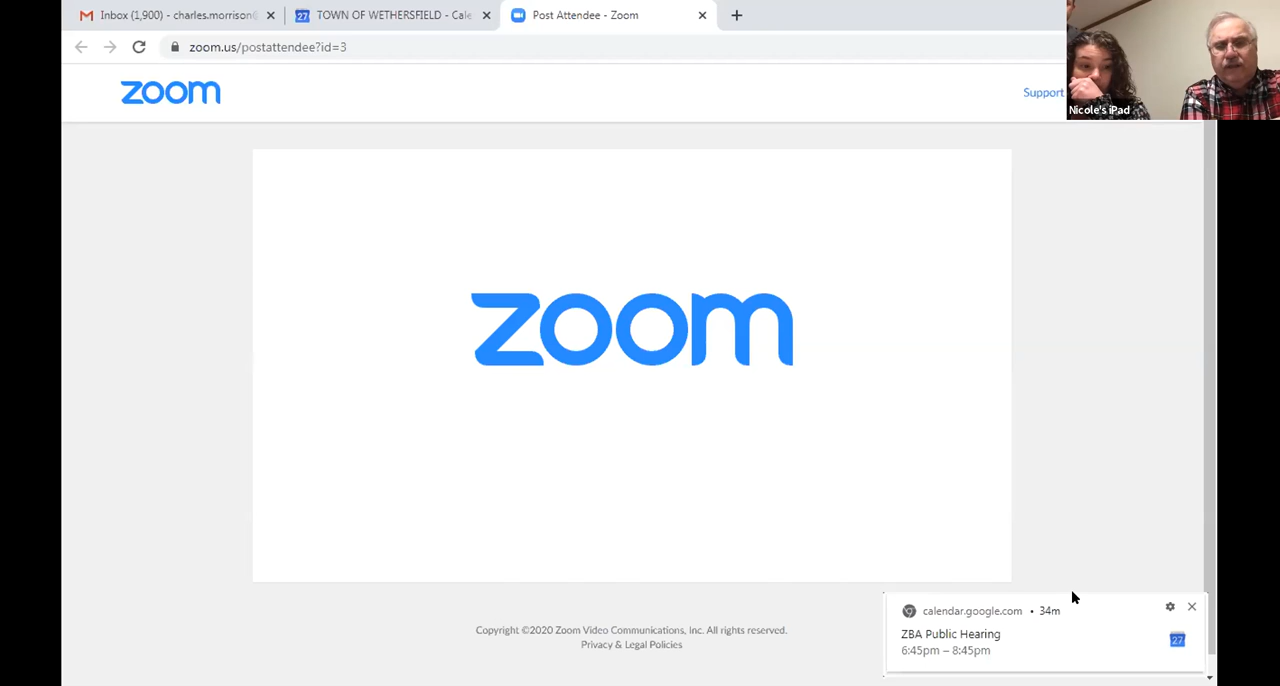 Inbox (1,900) - charles.morrison
27 TOWN OF WETHERSFIELD - Cale
Post Attendee - Zoom
zoom.us/postattendee?id=3
zoom
Support
Nicole's iPad
zoom
calendar.google.com • 34m
ZBA Public Hearing
6:45pm – 8:45pm
27
Copyright ©2020 Zoom Video Communications, Inc. All rights reserved.
Privacy & Legal Policies